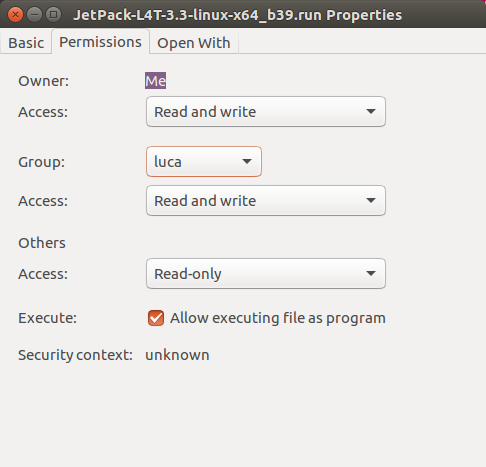 JetPack-L4T-3.3-linux-x64_b39.run Properties
Basic Permissions Open With
Owner: Me
Access: Read and write
Group: luca
Access: Read and write
Others
Access: Read-only
Execute: Allow executing file as program
Security context: unknown